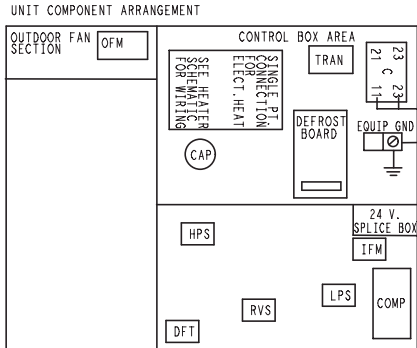 UNIT COMPONENT ARRANGEMENT
OUTDOOR FAN
SECTION
OFM
CONTROL BOX AREA
SINGLE PT.
CONNECTION
FOR
ELECT.HEAT
SEE HEATER
SCHEMATIC
FOR WIRING
TRAN
23
21
C
23
11
CAP
DEFROST
BOARD
EQUIP GND
24 V.
SPLICE BOX
HPS
IFM
LPS
COMP
RVS
DFT